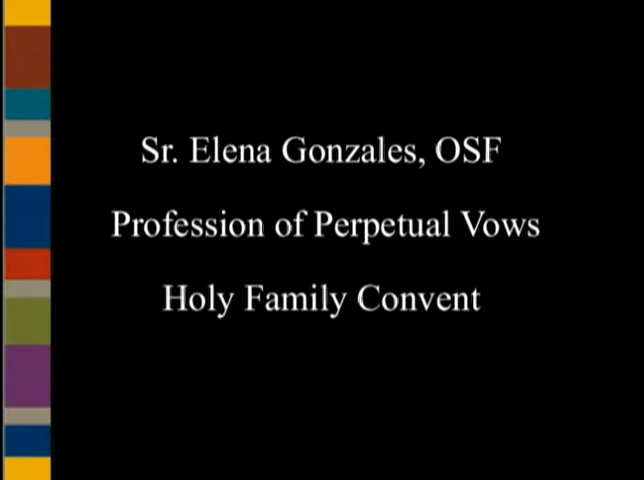 Sr. Elena Gonzales, OSF
Profession of Perpetual Vows
Holy Family Convent